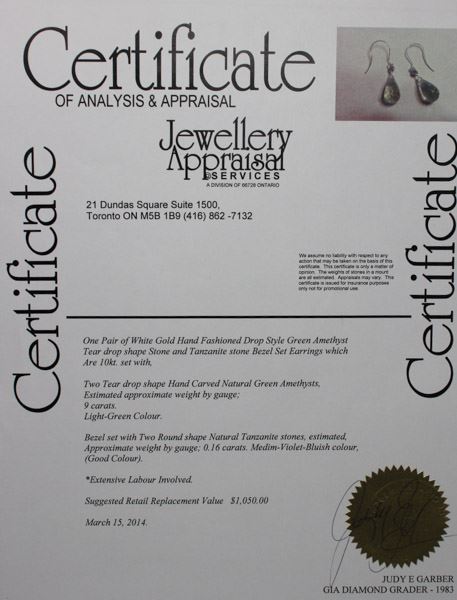 Certificate
OF ANALYSIS & APPRAISAL
Jewellery
Appraisal
SERVICES
A DIVISION OF 66728 ONTARIO
21 Dundas Square Suite 1500,
Toronto ON M5B 1B9 (416) 862 -7132
Certificate
Certificate
We assume no liability with respect to any
action that may be taken on the basis of this
certificate. This certificate is only a matter of
opinion. The weights of stones in a mount
are all estimated. Appraisals may vary. This
certificate is issued for insurance purposes
only not for promotional use.
One Pair of White Gold Hand Fashioned Drop Style Green Amethyst
Tear drop shape Stone and Tanzanite stone Bezel Set Earrings which
Are 10kt. set with,
Two Tear drop shape Hand Carved Natural Green Amethysts,
Estimated approximate weight by gauge;
9 carats.
Light-Green Colour.
Bezel set with Two Round shape Natural Tanzanite stones, estimated,
Approximate weight by gauge; 0.16 carats. Medim-Violet-Bluish colour,
(Good Colour).
*Extensive Labour Involved.
Suggested Retail Replacement Value $1,050.00
March 15, 2014.
JUDY E GARBER
GIA DIAMOND GRADER - 1983